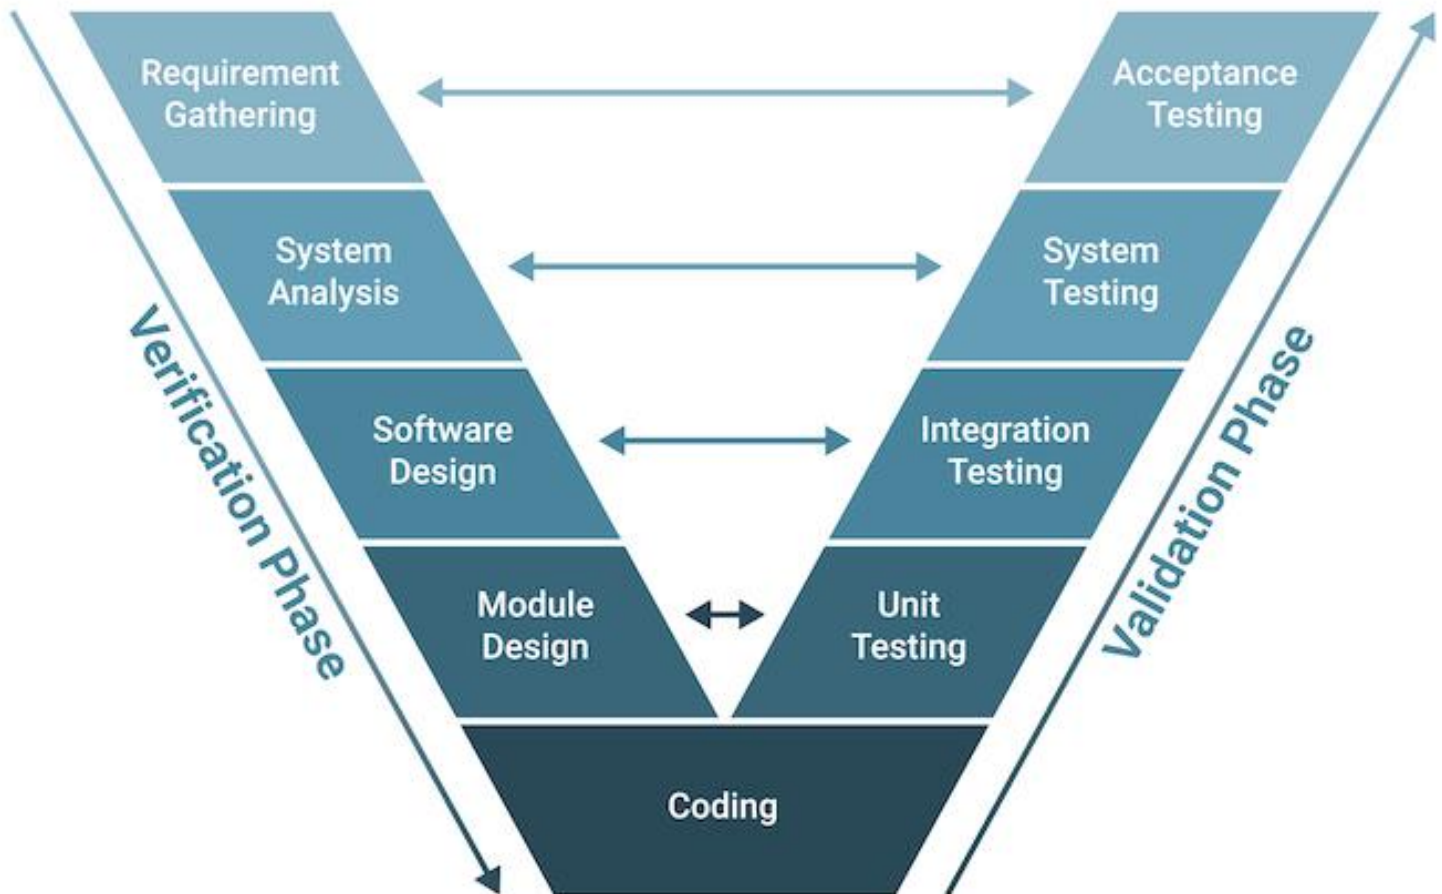 Requirement
Gathering
Acceptance
Testing
System
Analysis
System
Testing
Software
Design
Integration
Testing
Module
Design
Unit
Testing
Coding
Verification Phase
Validation Phase